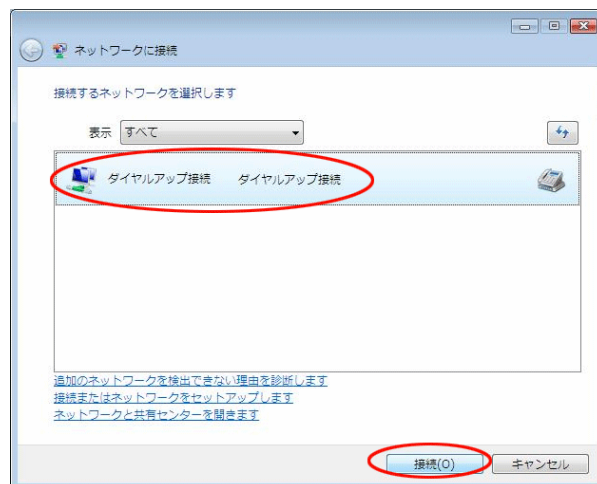 ネットワークに接続
接続するネットワークを選択します
表示 すべて
ダイヤルアップ接続 ダイヤルアップ接続
追加のネットワークを検出できない理由を診断します
接続またはネットワークをセットアップします
ネットワークと共有センターを開きます
接続(O) キャンセル